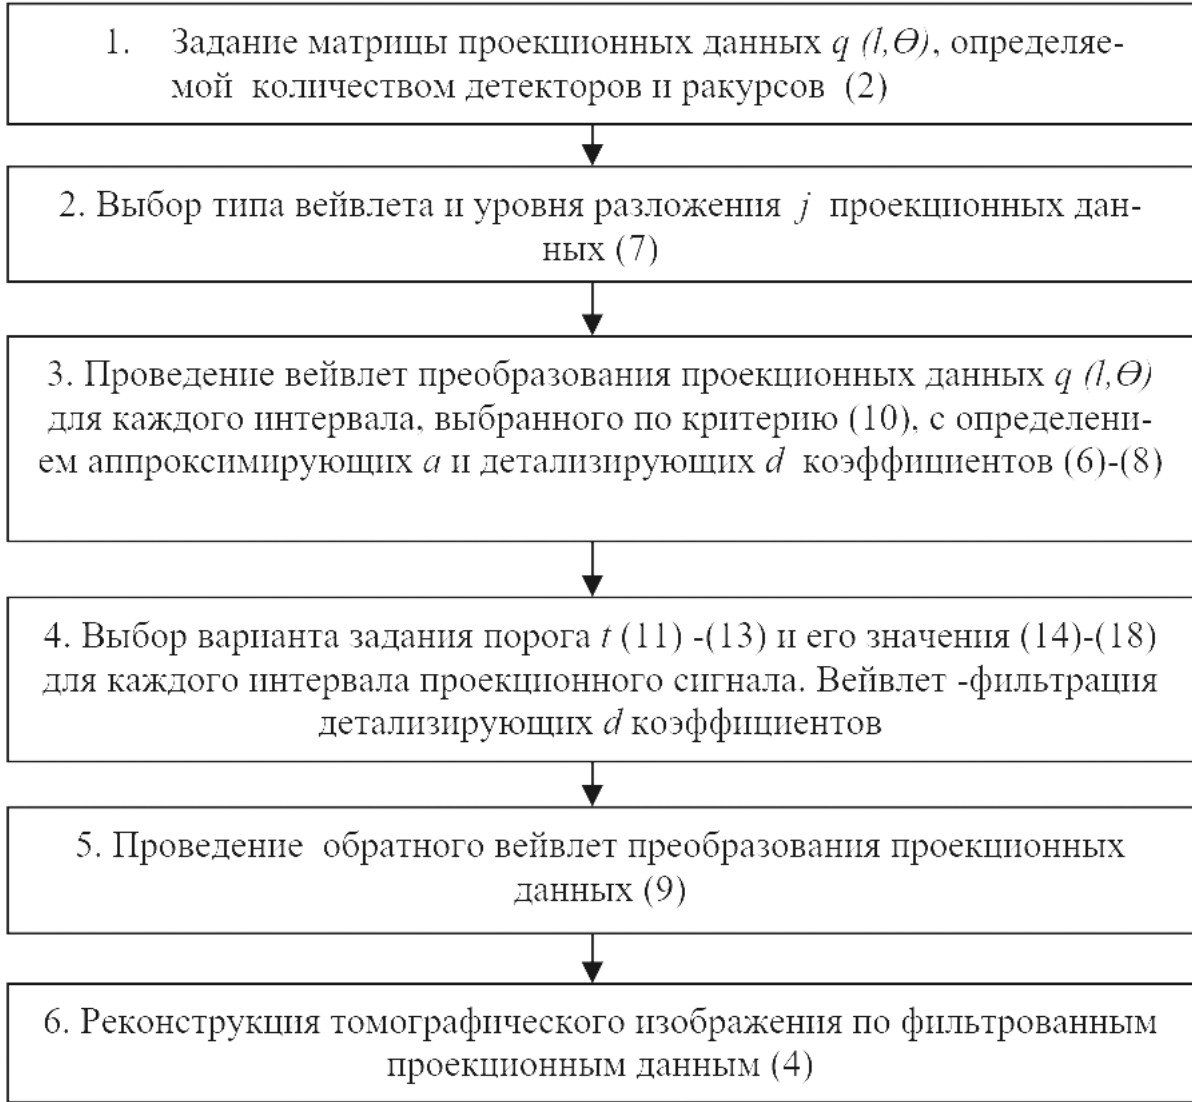 1. Задание матрицы проекционных данных q (l,Θ), определяе-
мой количеством детекторов и ракурсов (2)
2. Выбор типа вейвлета и уровня разложения j проекционных дан-
ных (7)
3. Проведение вейвлет преобразования проекционных данных q (l,Θ)
для каждого интервала, выбранного по критерию (10), с определени-
ем аппроксимирующих a и детализирующих d коэффициентов (6)-(8)
4. Выбор варианта задания порога t (11) -(13) и его значения (14)-(18)
для каждого интервала проекционного сигнала. Вейвлет -фильтрация
детализирующих d коэффициентов
5. Проведение обратного вейвлет преобразования проекционных
данных (9)
6. Реконструкция томографического изображения по фильтрованным
проекционным данным (4)